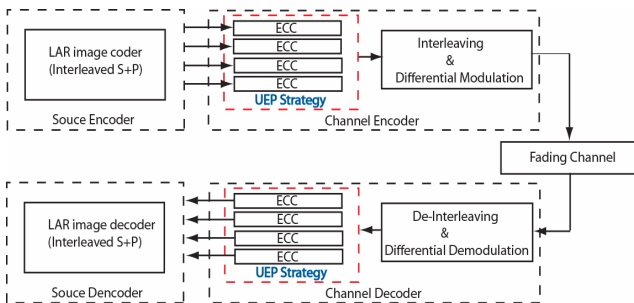 LAR image coder
(Interleaved S+P)
Souce Encoder
ECC
ECC
ECC
ECC
UEP Strategy
Interleaving
&
Differential Modulation
Channel Encoder
Fading Channel
LAR image decoder
(Interleaved S+P)
Souce Dencoder
ECC
ECC
ECC
ECC
UEP Strategy
De-Interleaving
&
Differential Demodulation
Channel Decoder